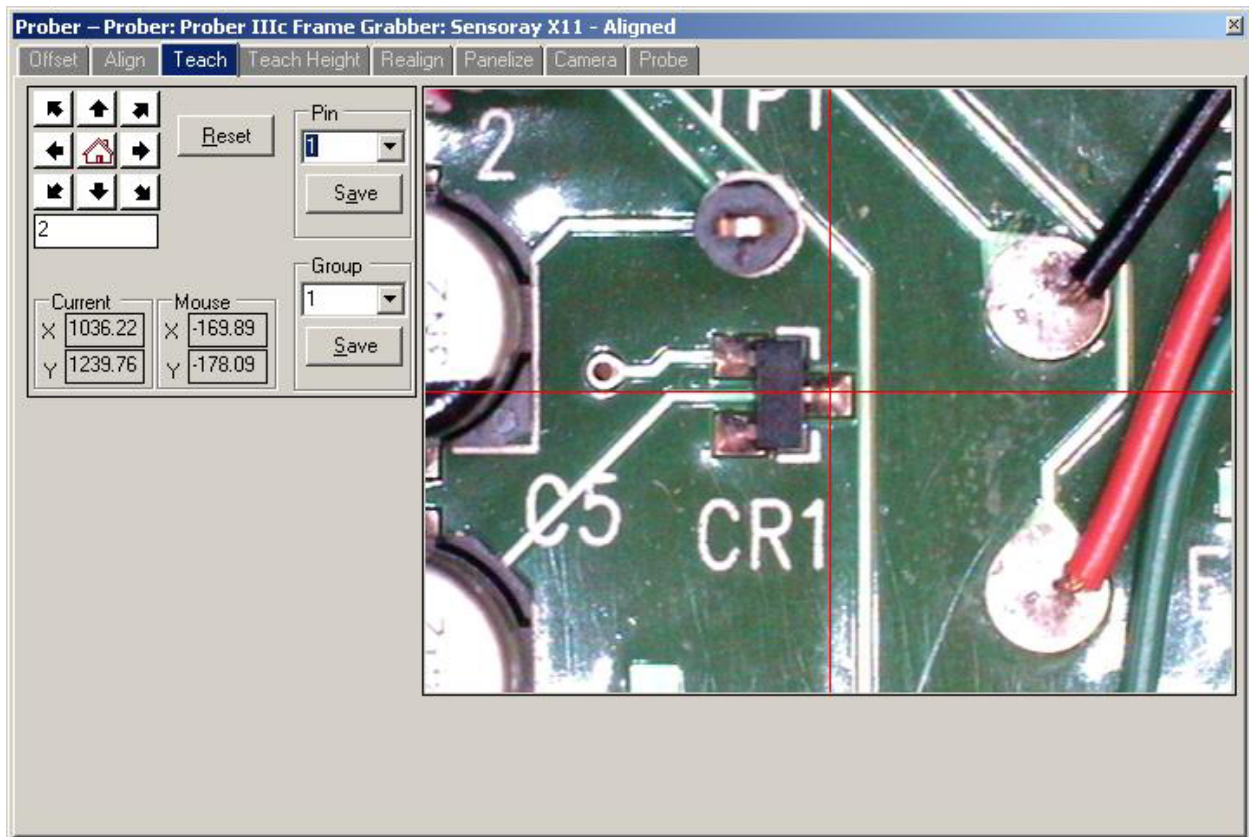 Prober – Prober: Prober IIIc Frame Grabber: Sensoray X11 - Aligned
Offset Align Teach Teach Height Realign Panelize Camera Probe
Reset
Pin
1
Save
2
Group
1
Save
Current
X 1036.22
Y 1239.76
Mouse
X -169.89
Y -178.09
2
C5
CR1